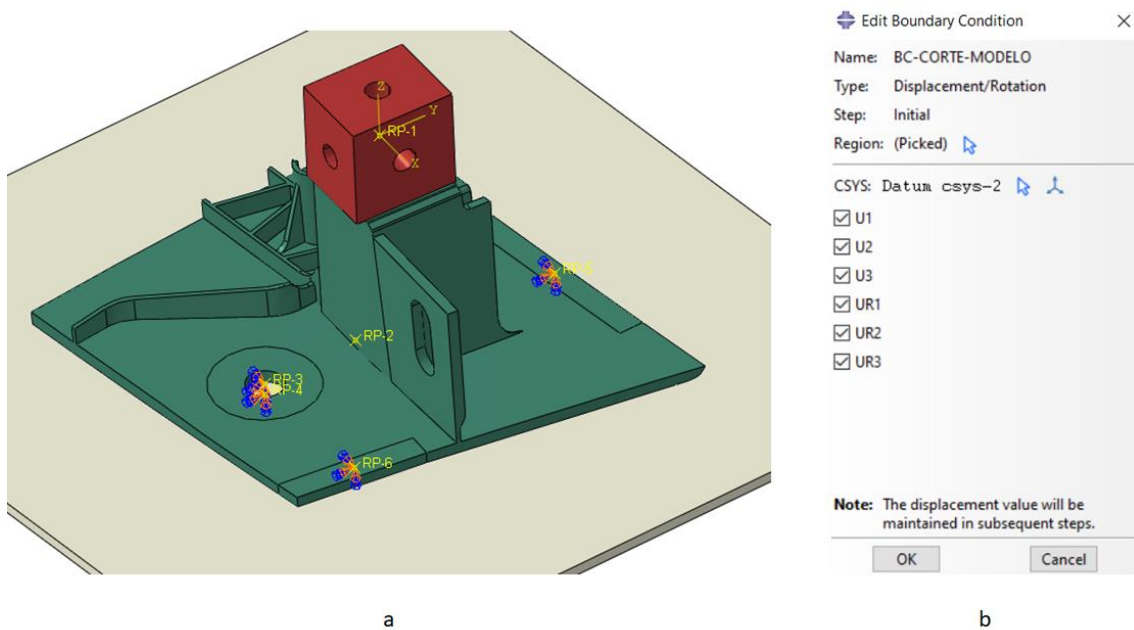 Z
Y
RP-1
X
RP-5
RP-2
RP-3
RP-4
RP-6
a
Edit Boundary Condition
Name: BC-CORTE-MODELO
Type: Displacement/Rotation
Step: Initial
Region: (Picked)
CSYS: Datum csys-2
U1
U2
U3
UR1
UR2
UR3
Note: The displacement value will be
maintained in subsequent steps.
OK Cancel
b